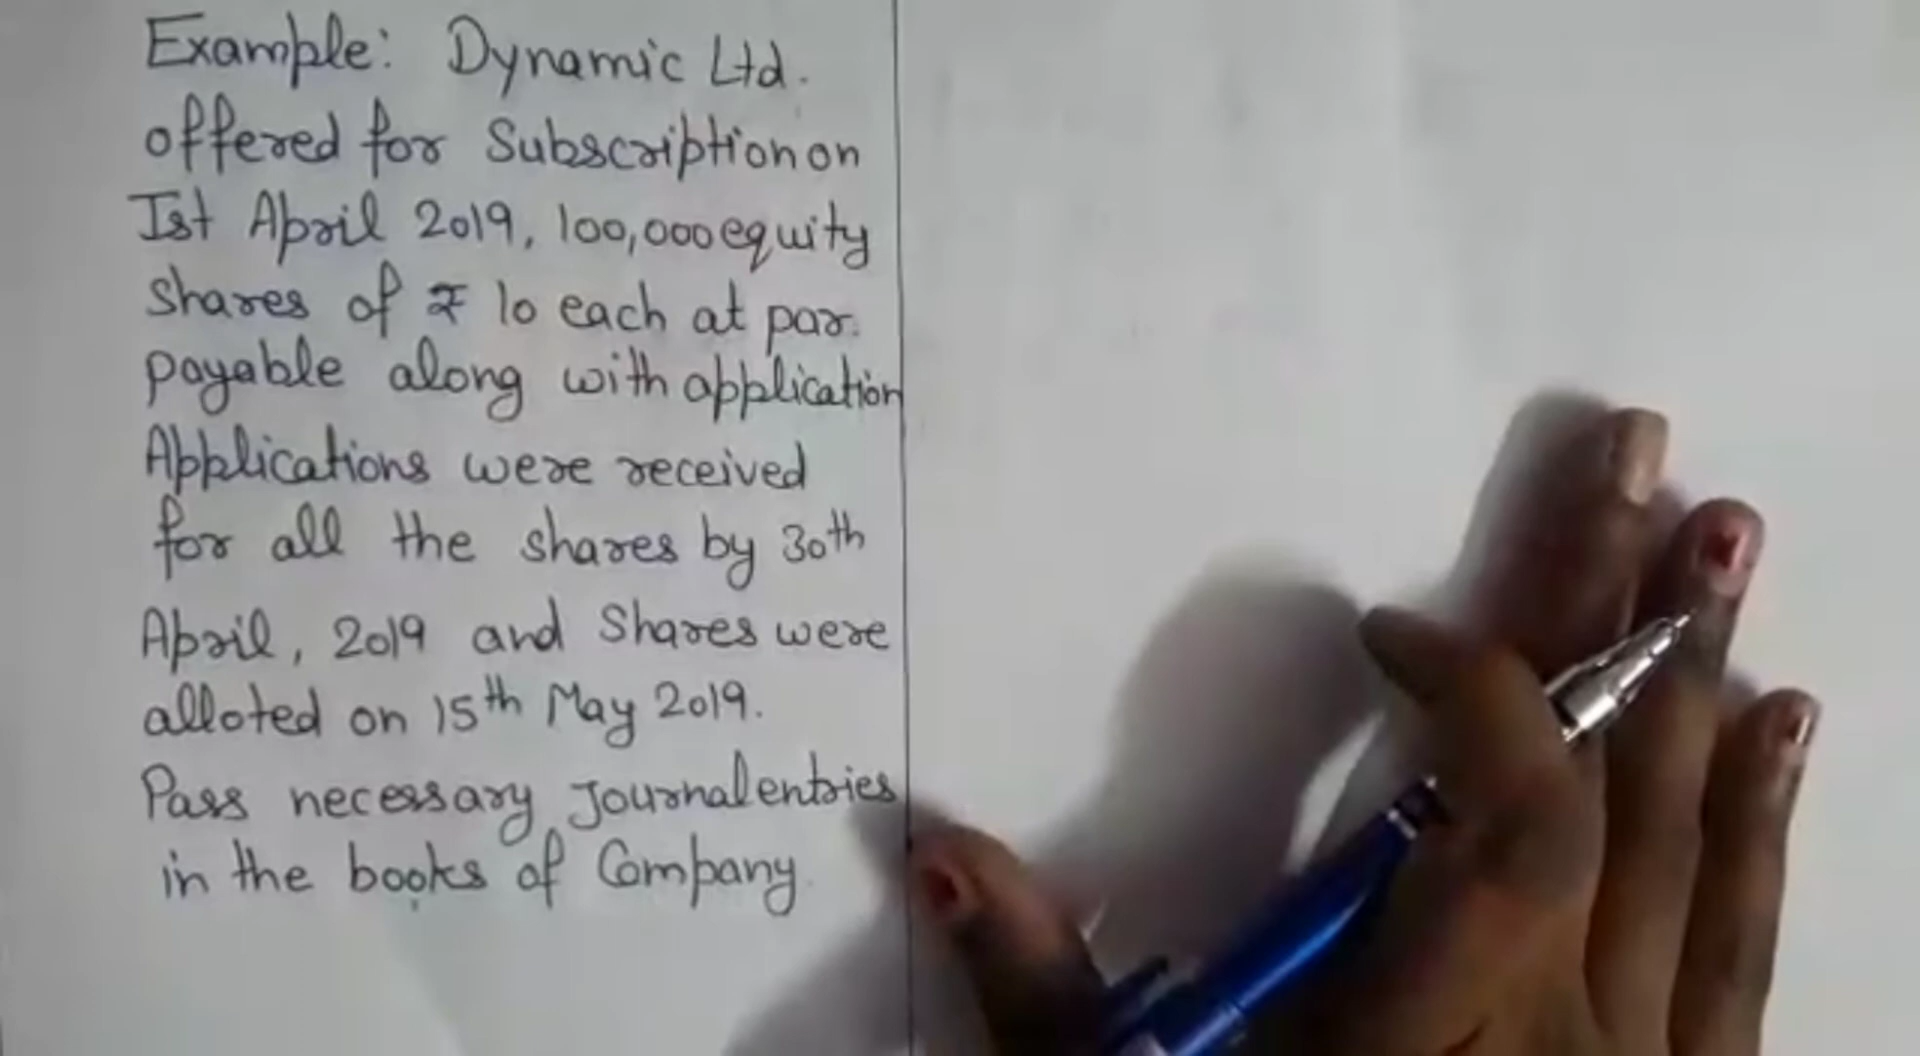 Example: Dynamic Ltd.
offered for Subscription on
Ist April 2019, 100,000 equity
Shares of ₹ 10 each at par.
payable along with application
Applications were received
for all the shares by 30th
April, 2019 and Shares were
alloted on 15th May 2019.
Pass necessary Journal entries
in the books of Company.